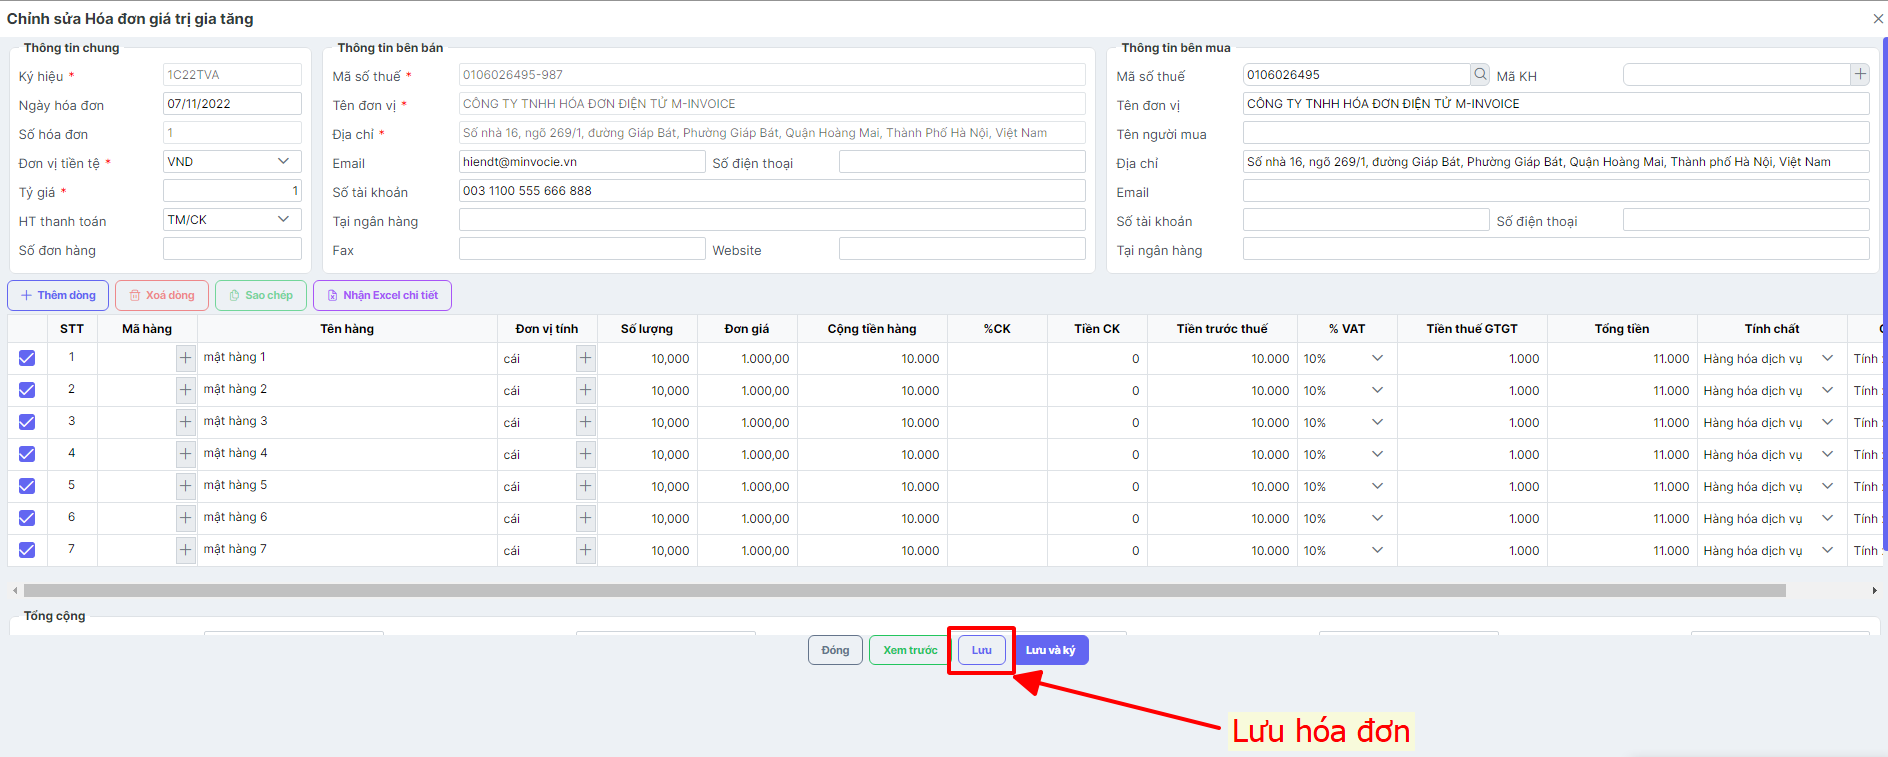 Chỉnh sửa Hóa đơn giá trị gia tăng
Thông tin chung
Ký hiệu * 1C22TVA
Ngày hóa đơn 07/11/2022
Số hóa đơn 1
Đơn vị tiền tệ * VND
Tỷ giá * 1
HT thanh toán TM/CK
Số đơn hàng
Thông tin bên bán
Mã số thuế * 0106026495-987
Tên đơn vị * CÔNG TY TNHH HÓA ĐƠN ĐIỆN TỬ M-INVOICE
Địa chỉ * Số nhà 16, ngõ 269/1, đường Giáp Bát, Phường Giáp Bát, Quận Hoàng Mai, Thành Phố Hà Nội, Việt Nam
Email hiendt@minvocie.vn Số điện thoại
Số tài khoản 003 1100 555 666 888
Tại ngân hàng
Fax Website
Thông tin bên mua
Mã số thuế 0106026495 Mã KH
Tên đơn vị CÔNG TY TNHH HÓA ĐƠN ĐIỆN TỬ M-INVOICE
Tên người mua
Địa chỉ Số nhà 16, ngõ 269/1, đường Giáp Bát, Phường Giáp Bát, Quận Hoàng Mai, Thành phố Hà Nội, Việt Nam
Email
Số tài khoản Số điện thoại
Tại ngân hàng
Thêm dòng Xoá dòng Sao chép Nhận Excel chi tiết
STT Mã hàng Tên hàng Đơn vị tính Số lượng Đơn giá Cộng tiền hàng %CK Tiền CK Tiền trước thuế % VAT Tiền thuế GTGT Tổng tiền Tính chất
1 mặt hàng 1 cái 10,000 1.000,00 10.000 0 10.000 10% 1.000 11.000 Hàng hóa dịch vụ Tính
2 mặt hàng 2 cái 10,000 1.000,00 10.000 0 10.000 10% 1.000 11.000 Hàng hóa dịch vụ Tính
3 mặt hàng 3 cái 10,000 1.000,00 10.000 0 10.000 10% 1.000 11.000 Hàng hóa dịch vụ Tính
4 mặt hàng 4 cái 10,000 1.000,00 10.000 0 10.000 10% 1.000 11.000 Hàng hóa dịch vụ Tính
5 mặt hàng 5 cái 10,000 1.000,00 10.000 0 10.000 10% 1.000 11.000 Hàng hóa dịch vụ Tính
6 mặt hàng 6 cái 10,000 1.000,00 10.000 0 10.000 10% 1.000 11.000 Hàng hóa dịch vụ Tính
7 mặt hàng 7 cái 10,000 1.000,00 10.000 0 10.000 10% 1.000 11.000 Hàng hóa dịch vụ Tính
Tổng cộng
Đóng Xem trước Lưu Lưu và ký
Lưu hóa đơn